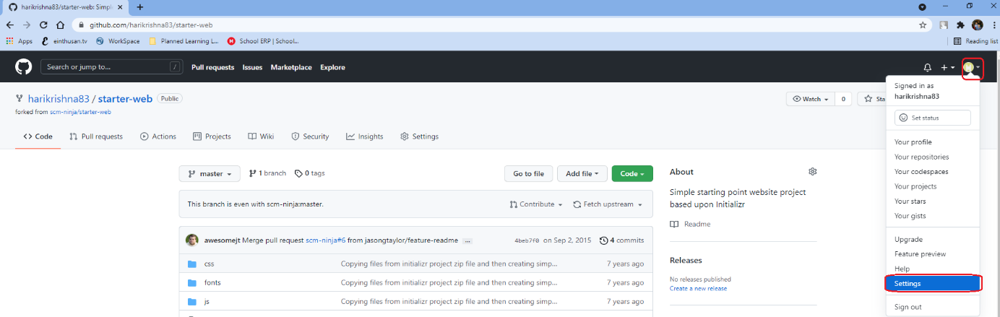 harikrishna83/starter-web: Simple
github.com/harikrishna83/starter-web
Apps einthusan.tv WorkSpace Planned Learning L... School ERP | School... Reading list
Search or jump to... / Pull requests Issues Marketplace Explore
harikrishna83 / starter-web Public
forked from scm-ninja/starter-web
Watch 0 Sta
Code Pull requests Actions Projects Wiki Security Insights Settings
master 1 branch 0 tags Go to file Add file Code
This branch is even with scm-ninja:master. Contribute Fetch upstream
awesomejt Merge pull request scm-ninja#6 from jasongtaylor/feature-readme ... 4beb7f0 on Sep 2, 2015 4 commits
css Copying files from initializr project zip file and then creating simp... 7 years ago
fonts Copying files from initializr project zip file and then creating simp... 7 years ago
js Copying files from initializr project zip file and then creating simp... 7 years ago
About
Simple starting point website project
based upon Initializr
Readme
Releases
No releases published
Create a new release
Signed in as
harikrishna83
Set status
Your profile
Your repositories
Your codespaces
Your projects
Your stars
Your gists
Upgrade
Feature preview
Help
Settings
Sign out